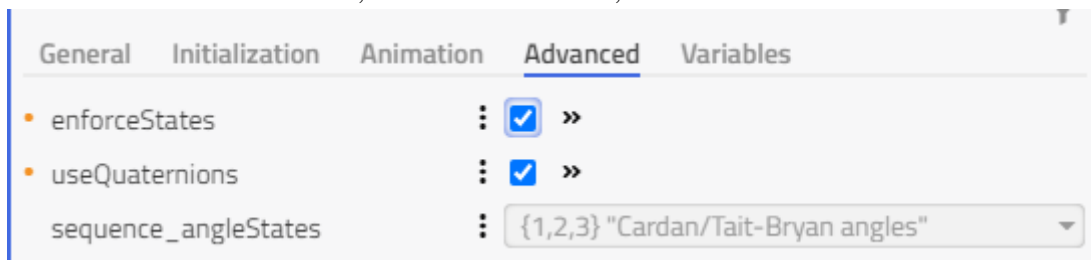 General Initialization Animation Advanced Variables
enforceStates
useQuaternions
sequence_angleStates {1,2,3} "Cardan/Tait-Bryan angles"